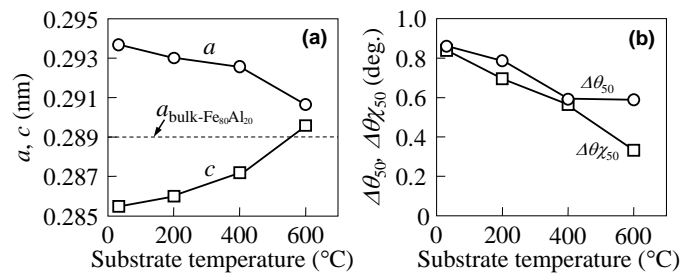 0.295
0.293
0.291
0.289
0.287
0.285
a, c (nm)
(a)
a
a bulk-Fe80Al20
c
0 200 400 600
Substrate temperature (°C)
1.0
0.8
0.6
0.4
0.2
0
Δθ50, Δθχ50 (deg.)
(b)
Δθ50
Δθχ50
0 200 400 600
Substrate temperature (°C)